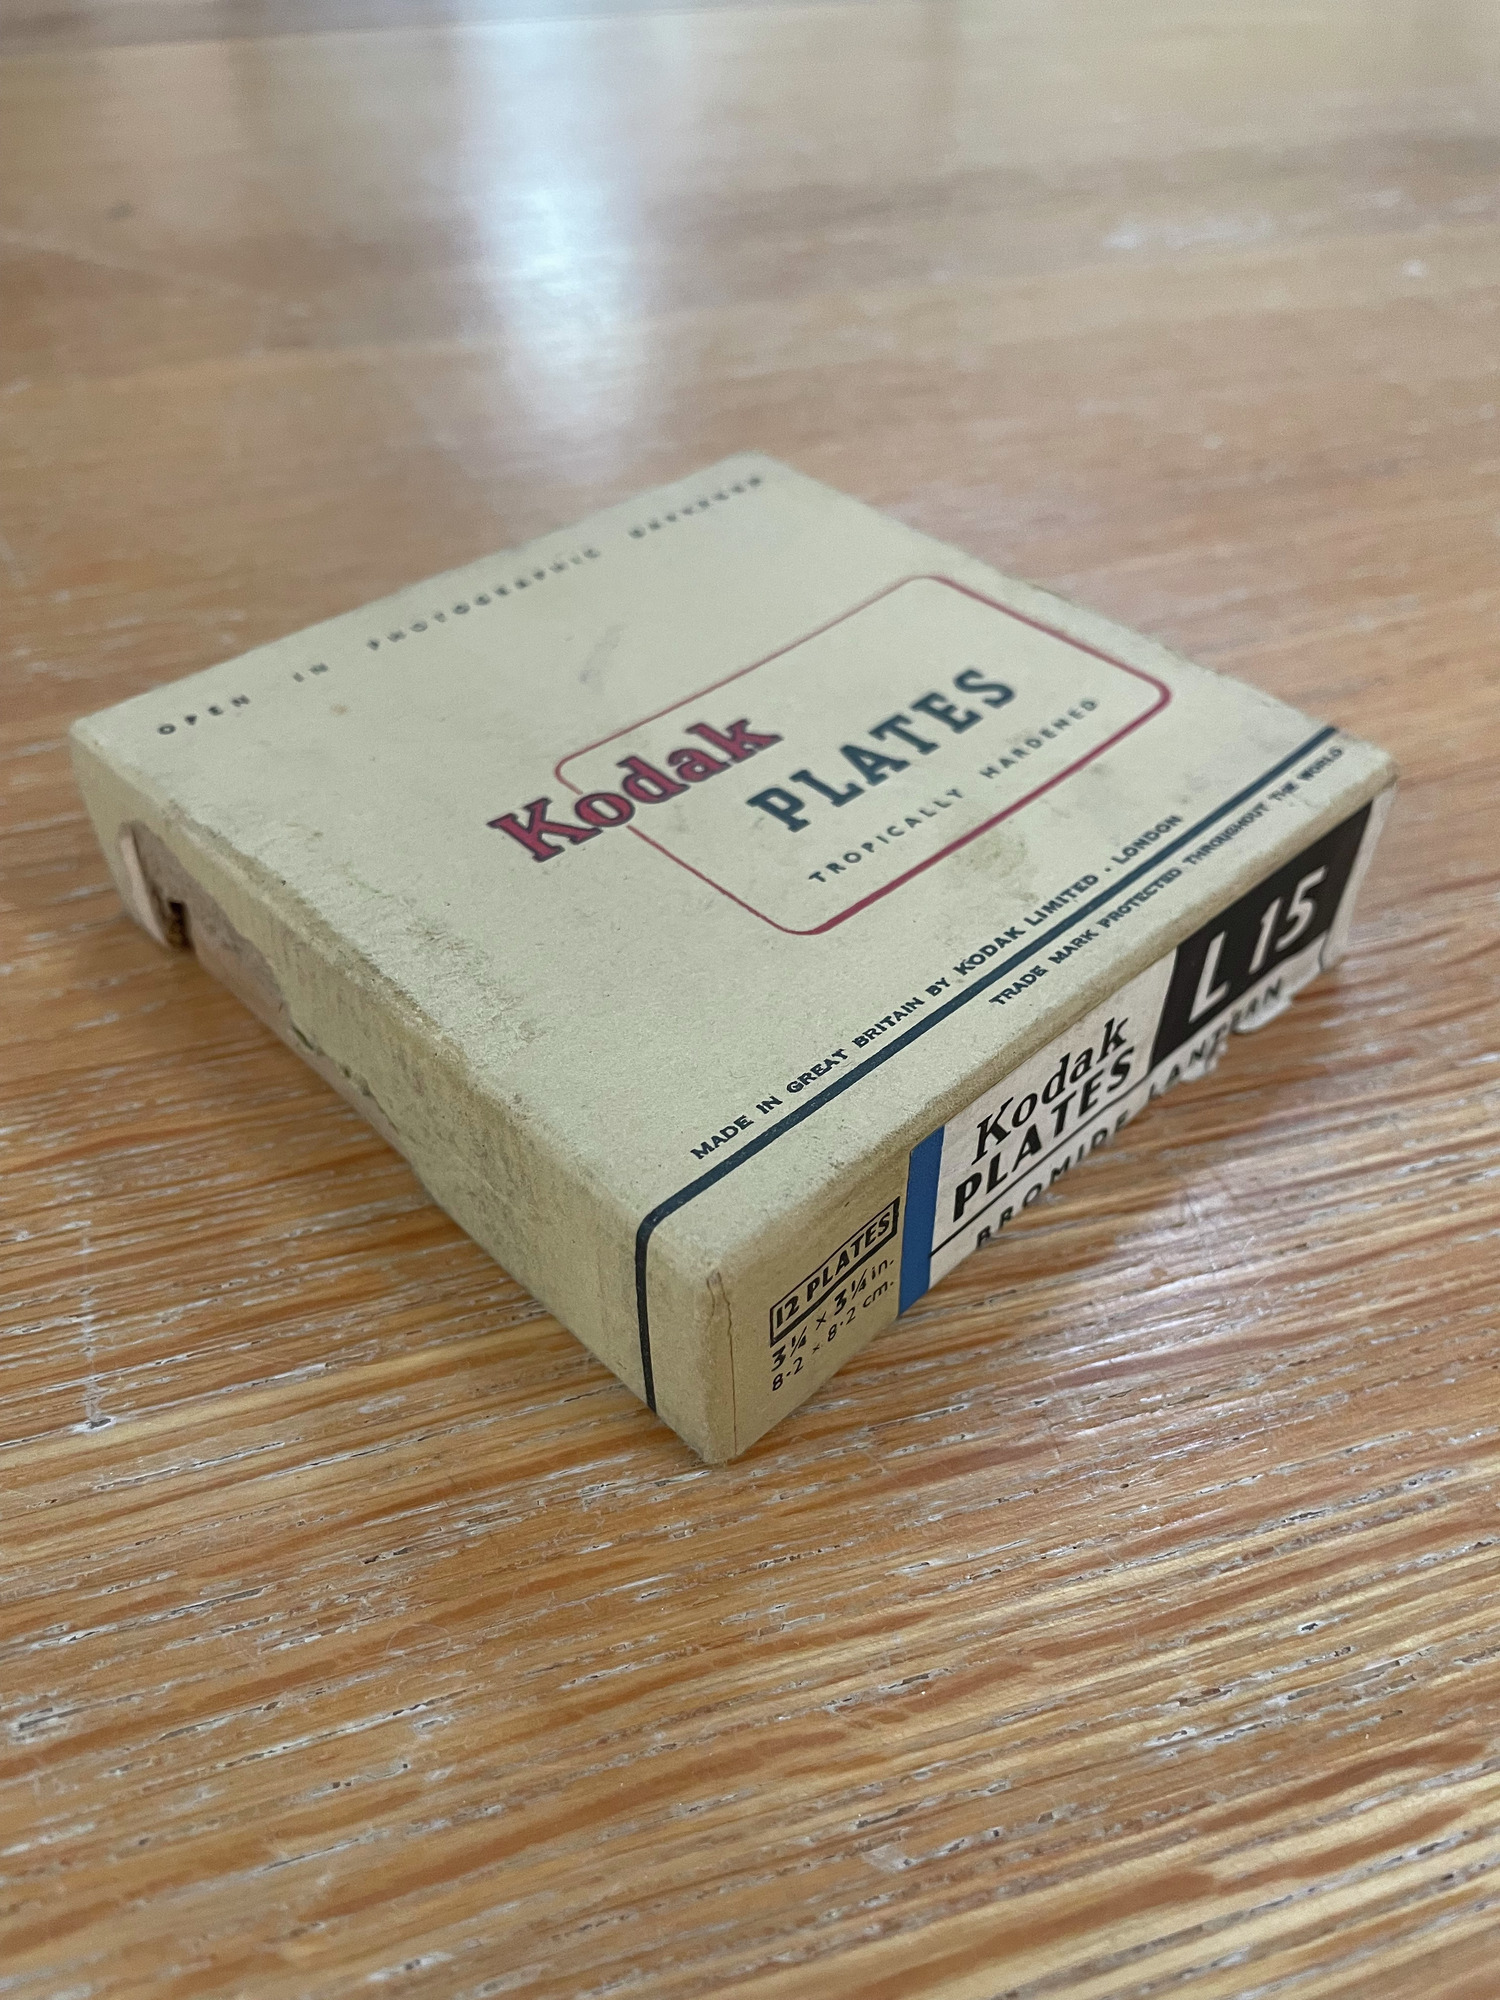 OPEN IN PHOTOGRAPHIC DARKROOM
Kodak
PLATES
TROPICALLY HARDENED
MADE IN GREAT BRITAIN BY KODAK LIMITED . LONDON
TRADE MARK PROTECTED THROUGHOUT THE WORLD
12 PLATES
3¼ x 3¼ in.
8·2 x 8·2 cm.
Kodak
PLATES
L 15
BROMIDE LANTERN